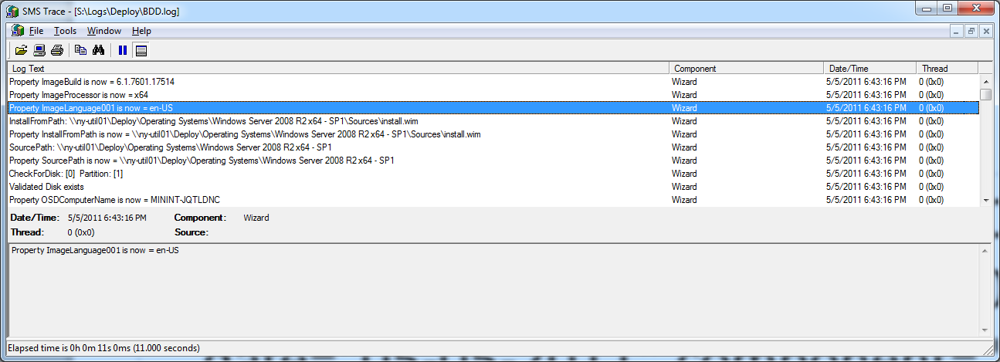 SMS Trace - [S:\Logs\Deploy\BDD.log]
File Tools Window Help
Log Text Component Date/Time Thread
Property ImageBuild is now = 6.1.7601.17514 Wizard 5/5/2011 6:43:16 PM 0 (0x0)
Property ImageProcessor is now = x64 Wizard 5/5/2011 6:43:16 PM 0 (0x0)
Property ImageLanguage001 is now = en-US Wizard 5/5/2011 6:43:16 PM 0 (0x0)
InstallFromPath: \\ny-util01\Deploy\Operating Systems\Windows Server 2008 R2 x64 - SP1\Sources\install.wim Wizard 5/5/2011 6:43:16 PM 0 (0x0)
Property InstallFromPath is now = \\ny-util01\Deploy\Operating Systems\Windows Server 2008 R2 x64 - SP1\Sources\install.wim Wizard 5/5/2011 6:43:16 PM 0 (0x0)
SourcePath: \\ny-util01\Deploy\Operating Systems\Windows Server 2008 R2 x64 - SP1 Wizard 5/5/2011 6:43:16 PM 0 (0x0)
Property SourcePath is now = \\ny-util01\Deploy\Operating Systems\Windows Server 2008 R2 x64 - SP1 Wizard 5/5/2011 6:43:16 PM 0 (0x0)
CheckForDisk: [0] Partition: [1] Wizard 5/5/2011 6:43:16 PM 0 (0x0)
Validated Disk exists Wizard 5/5/2011 6:43:16 PM 0 (0x0)
Property OSDComputerName is now = MININT-JQTLDNC Wizard 5/5/2011 6:43:16 PM 0 (0x0)
Date/Time: 5/5/2011 6:43:16 PM Component: Wizard
Thread: 0 (0x0) Source:
Property ImageLanguage001 is now = en-US
Elapsed time is 0h 0m 11s 0ms (11.000 seconds)